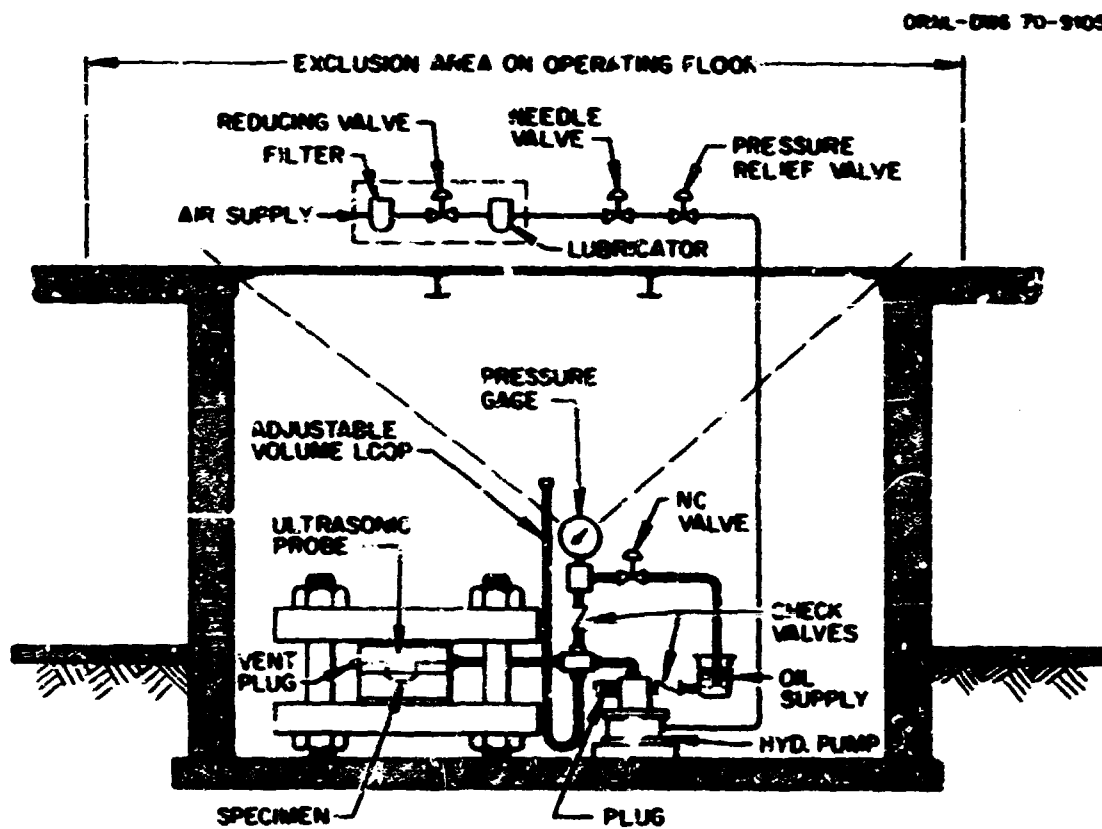 ORNL-DWG 70-9105
EXCLUSION AREA ON OPERATING FLOOR
REDUCING VALVE
FILTER
NEEDLE
VALVE
PRESSURE
RELIEF VALVE
AIR SUPPLY
LUBRICATOR
PRESSURE
GAGE
ADJUSTABLE
VOLUME LOOP
NC
VALVE
ULTRASONIC
PROBE
CHECK
VALVES
VENT
PLUG
OIL
SUPPLY
HYD. PUMP
SPECIMEN
PLUG